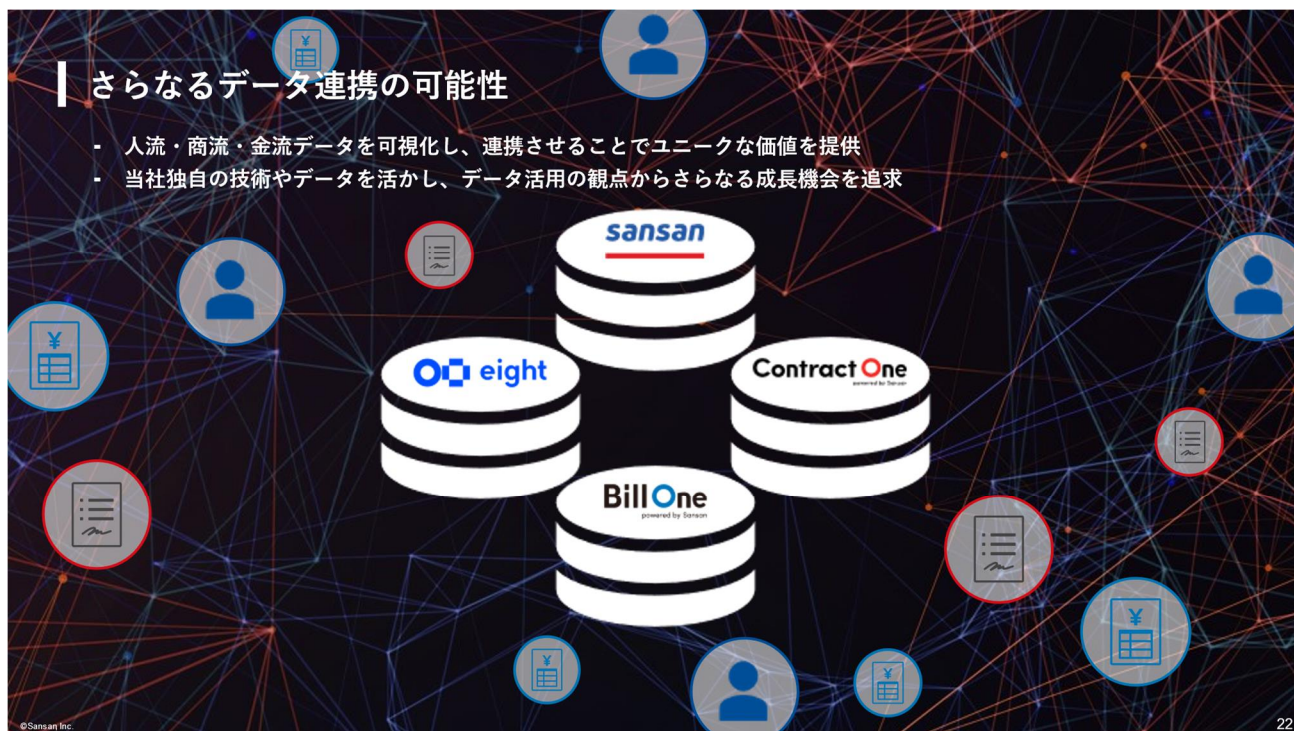 さらなるデータ連携の可能性
- 人流・商流・金流データを可視化し、連携させることでユニークな価値を提供
- 当社独自の技術やデータを活かし、データ活用の観点からさらなる成長機会を追求
sansan
eight
Contract One
powered by Sansan
Bill One
powered by Sansan
¥
¥
¥
¥
¥
©Sansan Inc.
22